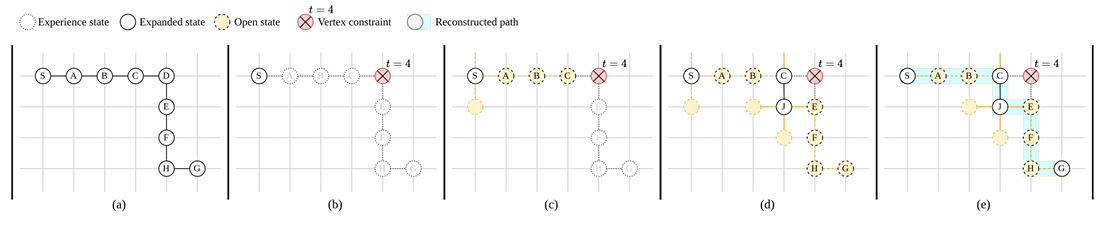 t = 4
Experience state Expanded state Open state Vertex constraint Reconstructed path
t = 4 t = 4 t = 4 t = 4
S A B C D S A B C S A B C S A B C S A B C
E E E J E J E
F F F F F
H G H G H G H G H G
(a) (b) (c) (d) (e)